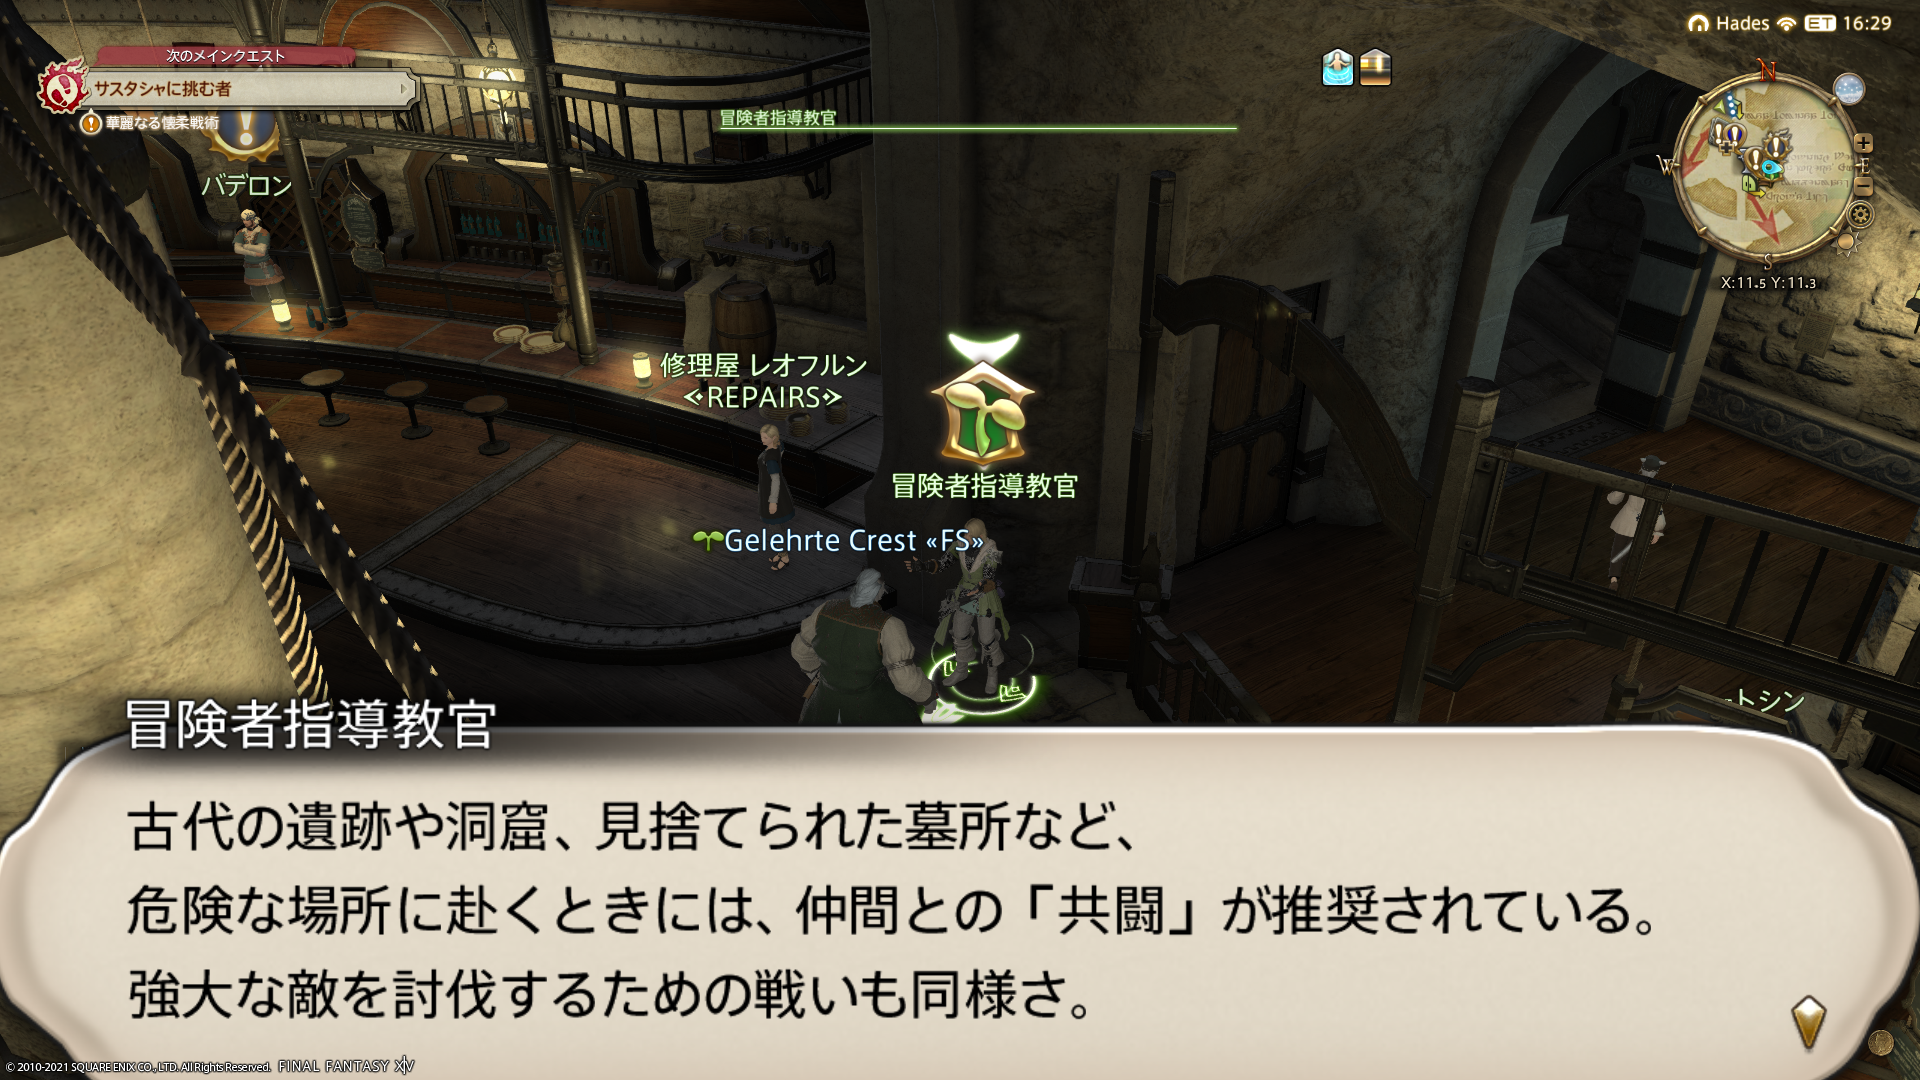 Hades ET 16:29
次のメインクエスト
サスタシャに挑む者
華麗なる懐柔戦術
冒険者指導教官
バデロン
N
W
E
S
X:11.5 Y:11.3
修理屋 レオフルン
<REPAIRS>
冒険者指導教官
Gelehrte Crest «FS»
トシン
冒険者指導教官
古代の遺跡や洞窟、見捨てられた墓所など、
危険な場所に赴くときには、仲間との「共闘」が推奨されている。
強大な敵を討伐するための戦いも同様さ。
© 2010-2021 SQUARE ENIX CO., LTD. All Rights Reserved. FINAL FANTASY XIV